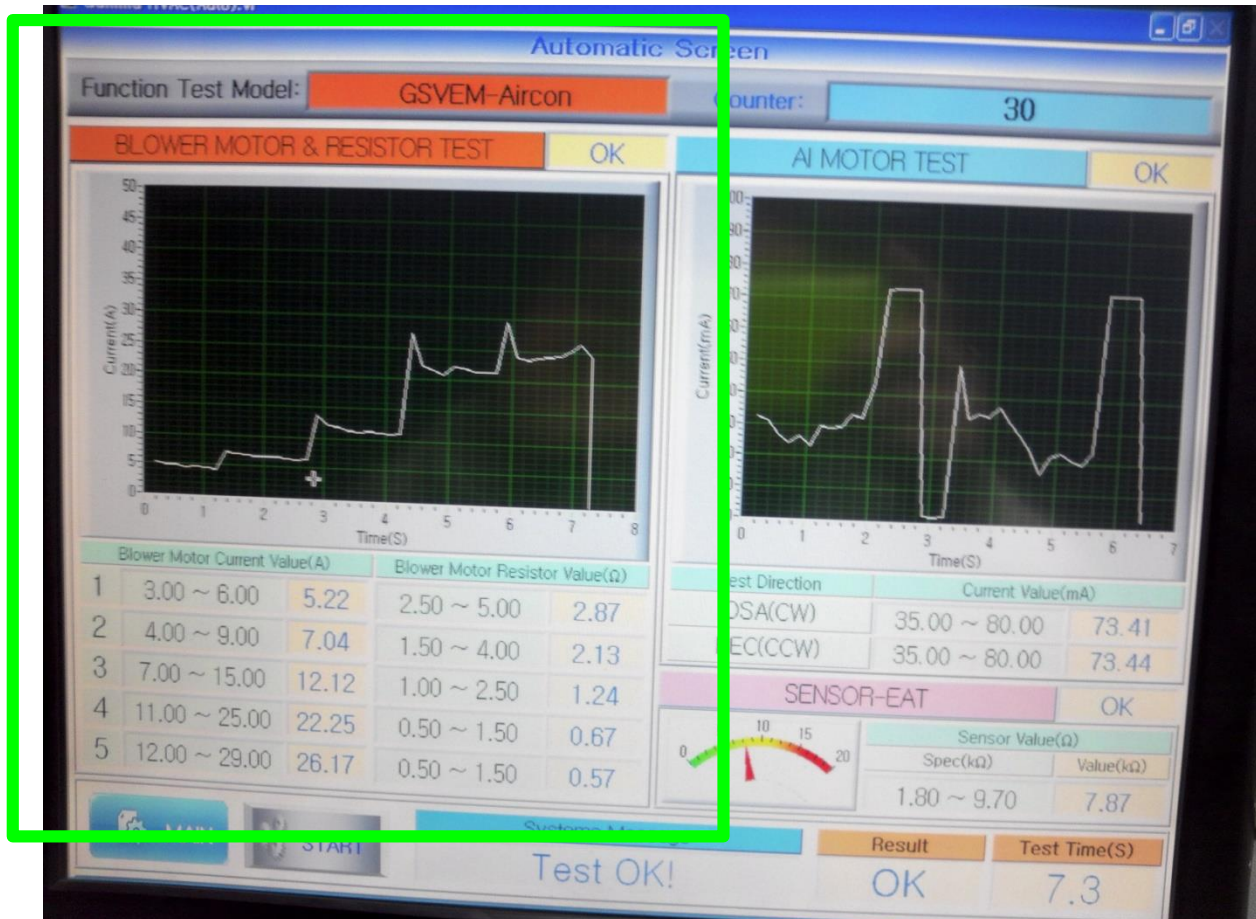 Gamma HVAC(Auto).vi
Automatic Screen
Function Test Model: GSVEM-Aircon Counter: 30
BLOWER MOTOR & RESISTOR TEST OK
50
45
40
35
30
25
20
15
10
5
0
Current(A)
0 1 2 3 4 5 6 7 8
Time(S)
Blower Motor Current Value(A) Blower Motor Resistor Value(Ω)
1 3.00 ~ 6.00 5.22 2.50 ~ 5.00 2.87
2 4.00 ~ 9.00 7.04 1.50 ~ 4.00 2.13
3 7.00 ~ 15.00 12.12 1.00 ~ 2.50 1.24
4 11.00 ~ 25.00 22.25 0.50 ~ 1.50 0.67
5 12.00 ~ 29.00 26.17 0.50 ~ 1.50 0.57
AI MOTOR TEST OK
Current(mA)
0 1 2 3 4 5 6 7
Time(S)
Test Direction Current Value(mA)
35.00 ~ 80.00 73.41
35.00 ~ 80.00 73.44
SENSOR-EAT OK
0 10 15 20
Sensor Value(Ω)
Spec(kΩ) Value(kΩ)
1.80 ~ 9.70 7.87
MAIN START
Test OK!
Result Test Time(S)
OK 7.3